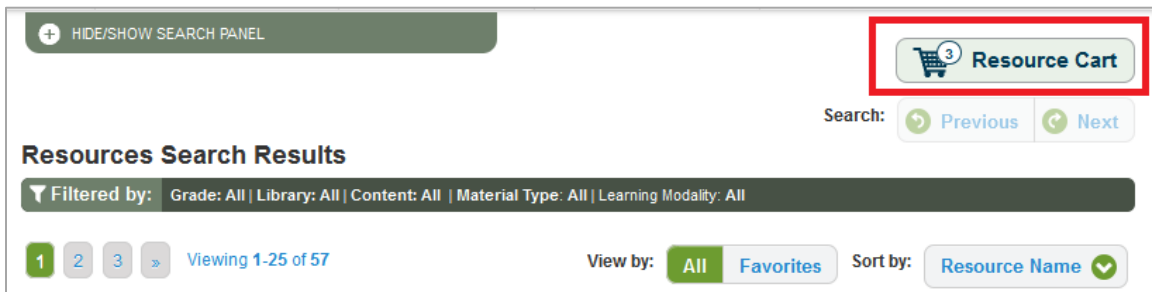 HIDE/SHOW SEARCH PANEL
3 Resource Cart
Search: Previous Next
Resources Search Results
Filtered by: Grade: All | Library: All | Content: All | Material Type: All | Learning Modality: All
1 2 3 » Viewing 1-25 of 57 View by: All Favorites Sort by: Resource Name